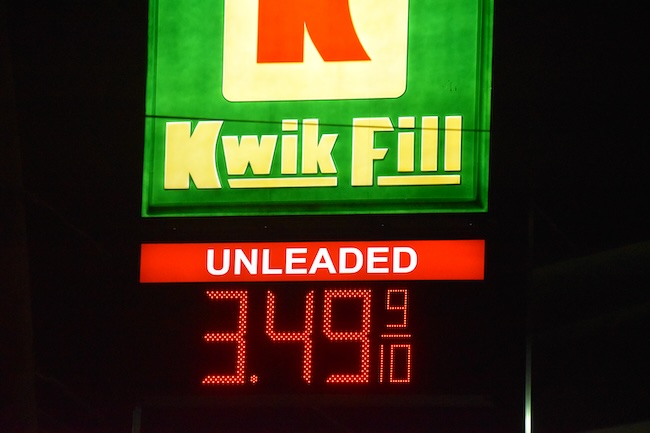 K
Kwik Fill
UNLEADED
3.49 9/10